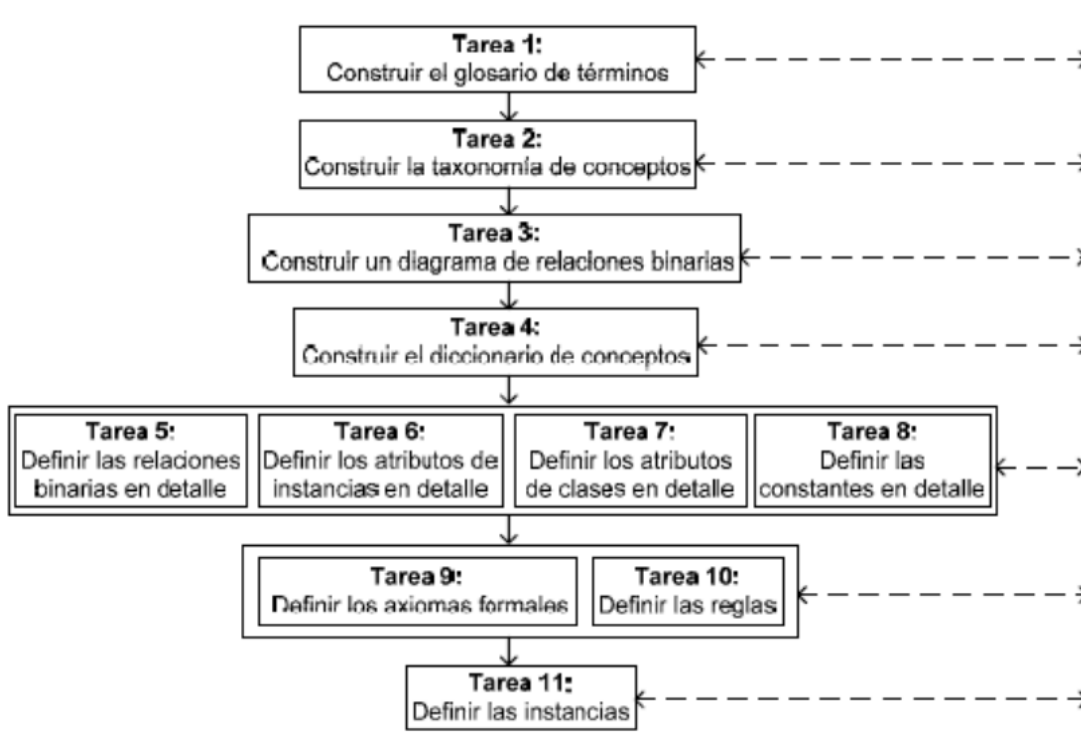 Tarea 1:
Construir el glosario de términos
Tarea 2:
Construir la taxonomía de conceptos
Tarea 3:
Construir un diagrama de relaciones binarias
Tarea 4:
Construir el diccionario de conceptos
Tarea 5:
Definir las relaciones
binarias en detalle
Tarea 6:
Definir los atributos de
instancias en detalle
Tarea 7:
Definir los atributos
de clases en detalle
Tarea 8:
Definir las
constantes en detalle
Tarea 9:
Definir los axiomas formales
Tarea 10:
Definir las reglas
Tarea 11:
Definir las instancias